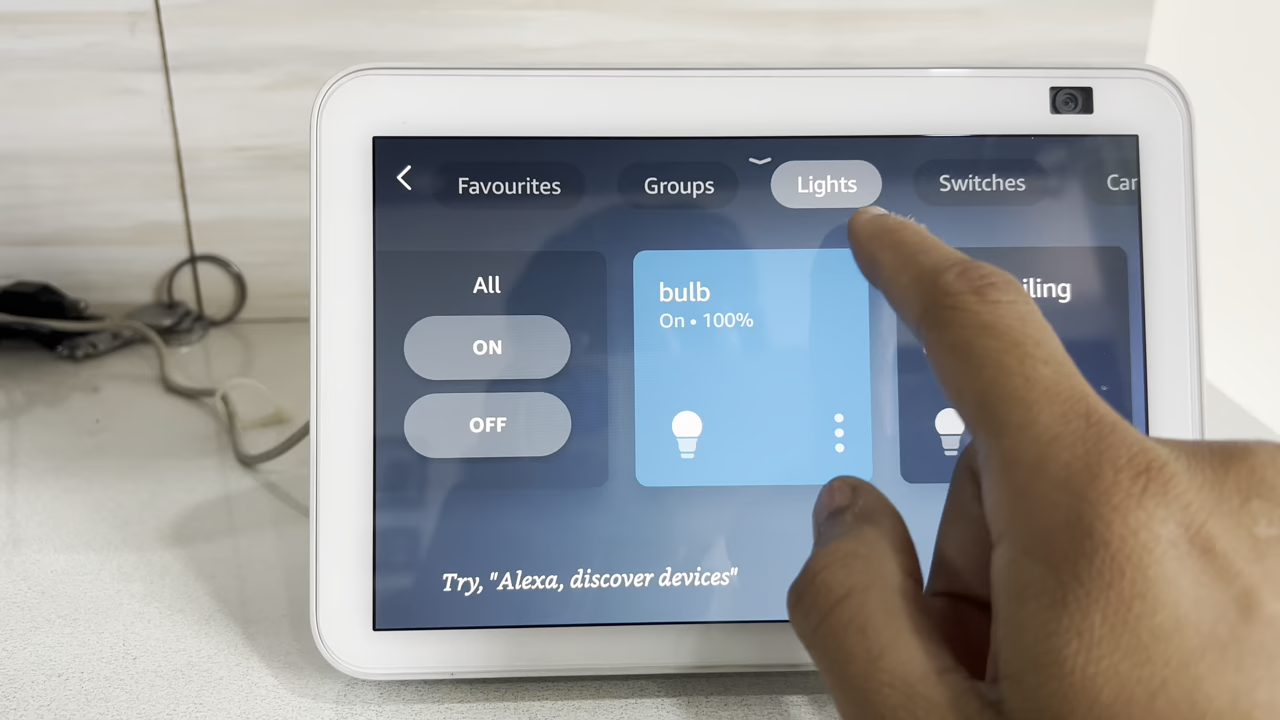 Favourites
Groups
Lights
Switches
All
ON
OFF
bulb
On • 100%
Try, "Alexa, discover devices"